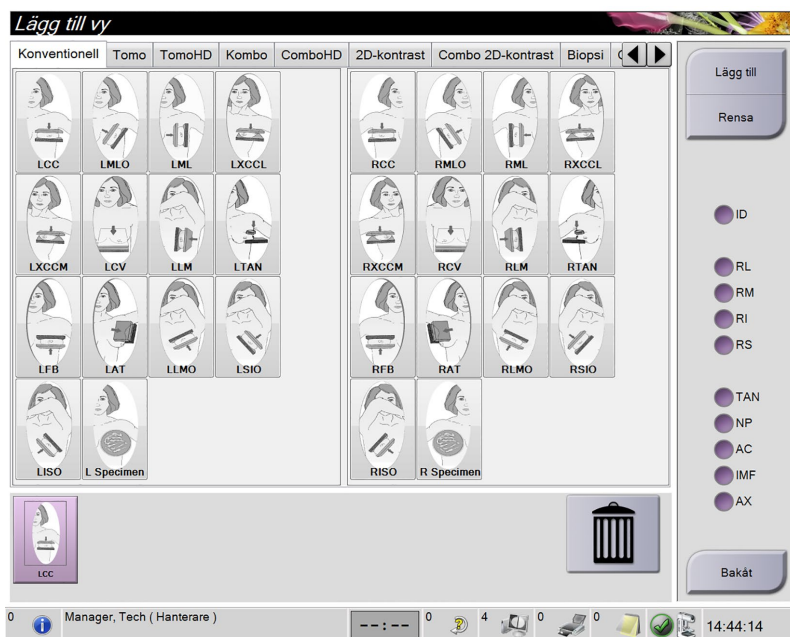 Lägg till vy
Konventionell Tomo TomoHD Kombo ComboHD 2D-kontrast Combo 2D-kontrast Biopsi
Lägg till
Rensa
LCC LMLO LML LXCCL RCC RMLO RML RXCCL
LXCCM LCV LLM LTAN RXCCM RCV RLM RTAN
LFB LAT LLMO LSIO RFB RAT RLMO RSIO
LISO L Specimen RISO R Specimen
ID
RL
RM
RI
RS
TAN
NP
AC
IMF
AX
LCC
Bakåt
0 Manager, Tech ( Hanterare ) --:-- 0 4 0 0 14:44:14